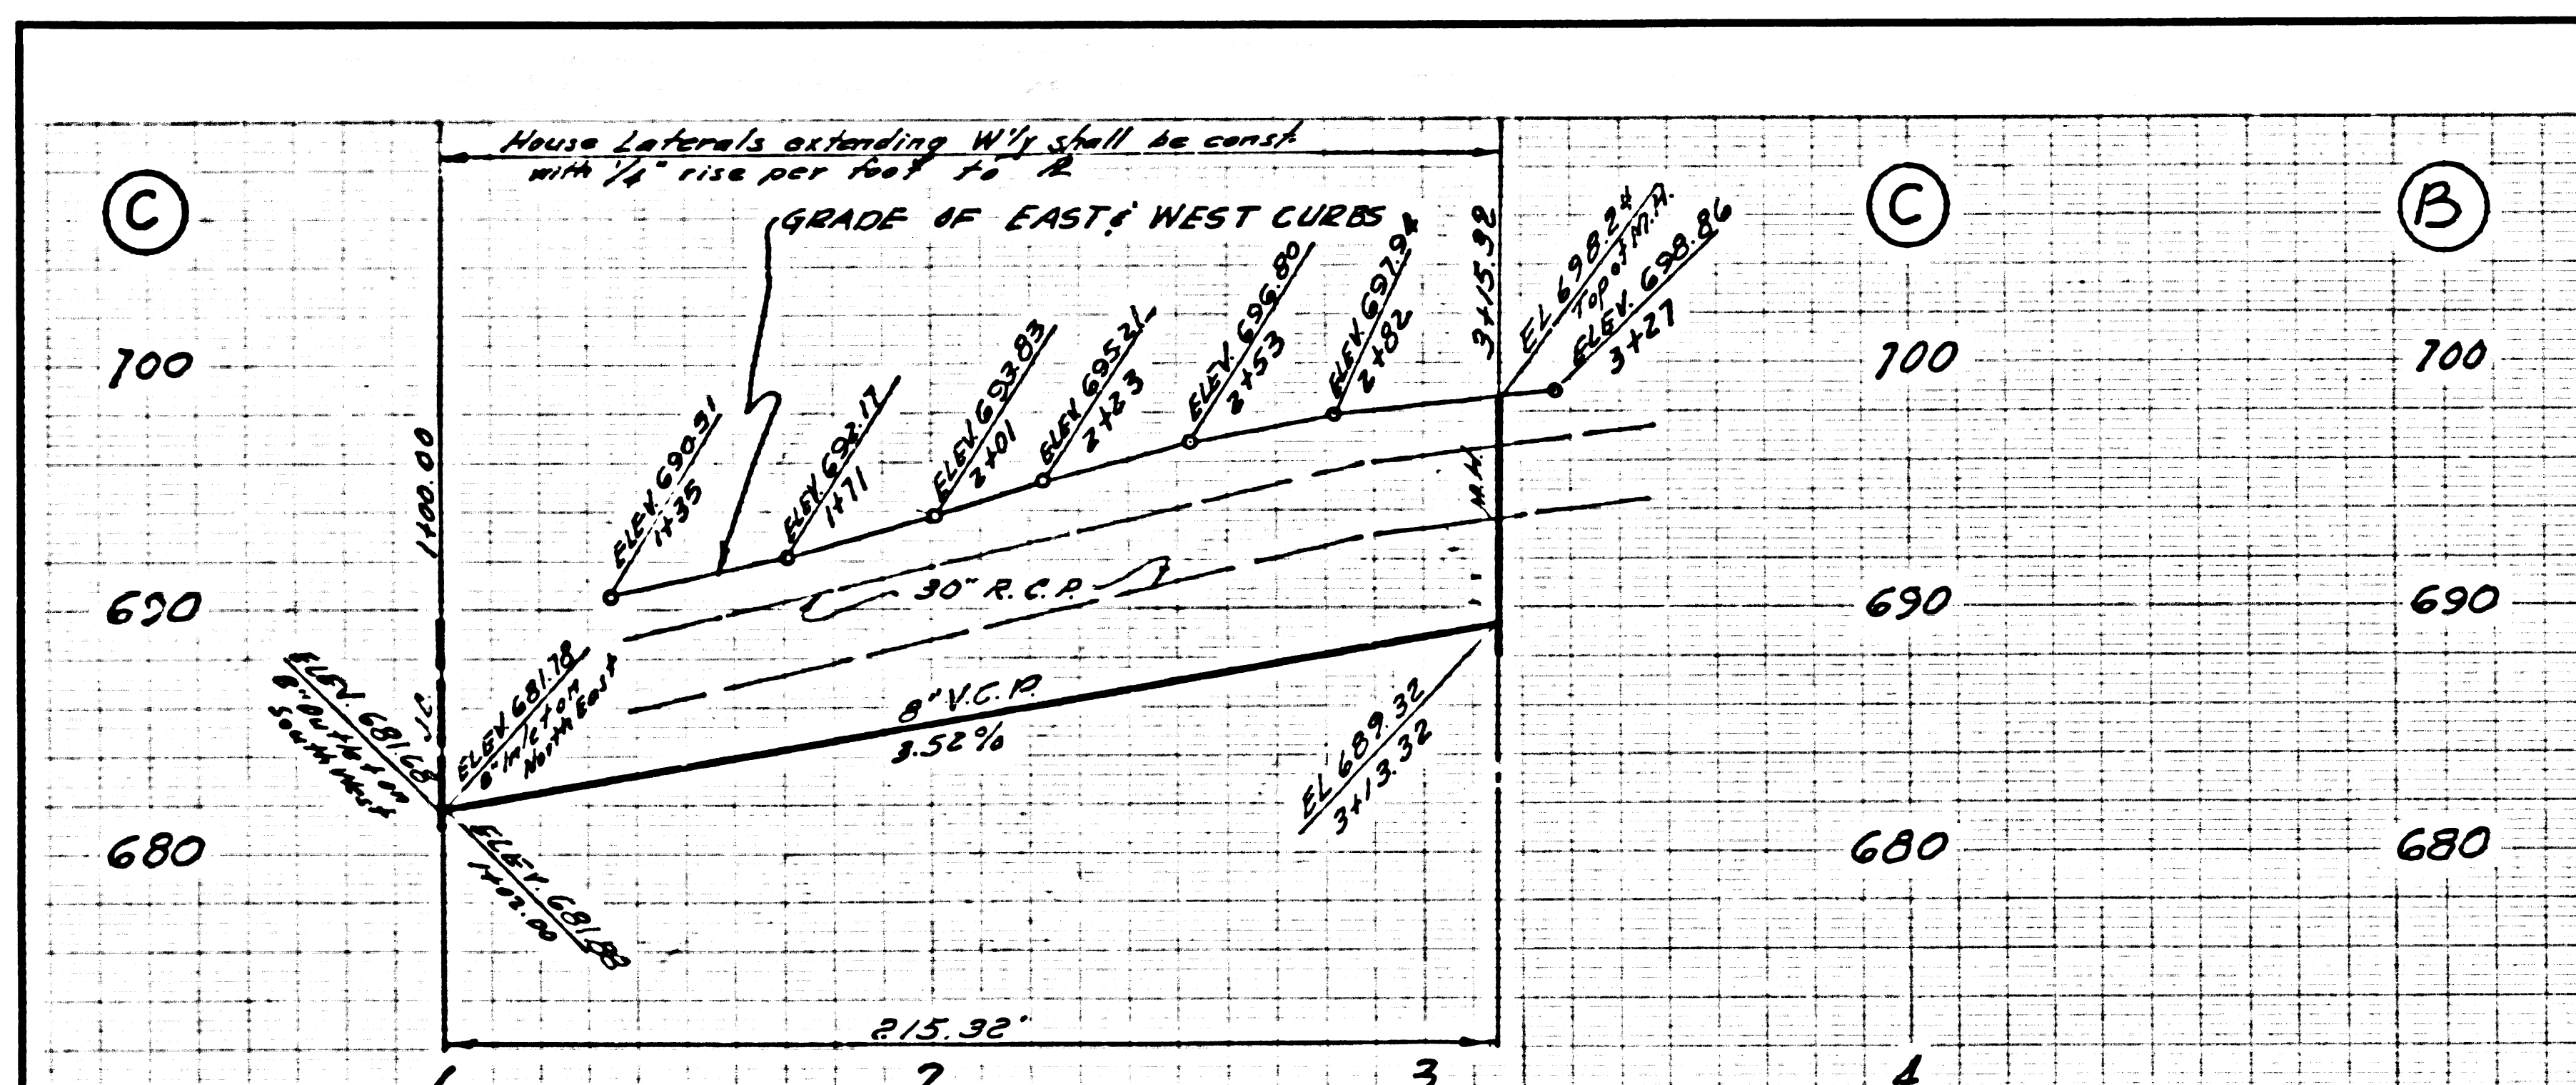 House Laterals extending W'ly shall be const.
with 1/4" rise per foot to PL
GRADE OF EAST & WEST CURBS
C
C
B
700
700
700
690
690
690
680
680
680
1+00.00
J.C.
ELEV. 681.68
8" Outlet on
South West
ELEV. 681.78
8" Inlet on
North East
ELEV. 681.88
1+02.00
ELEV. 690.91
1+35
ELEV. 692.17
1+71
ELEV. 693.83
2+01
ELEV. 695.21
2+23
ELEV. 696.80
2+53
ELEV. 697.94
2+82
3+15.32
EL 698.24
Top of M.H.
ELEV. 698.86
3+27
M.H.
30" R.C.P.
8" V.C.P.
3.52%
EL 689.32
3+13.32
215.32'
1
2
3
4